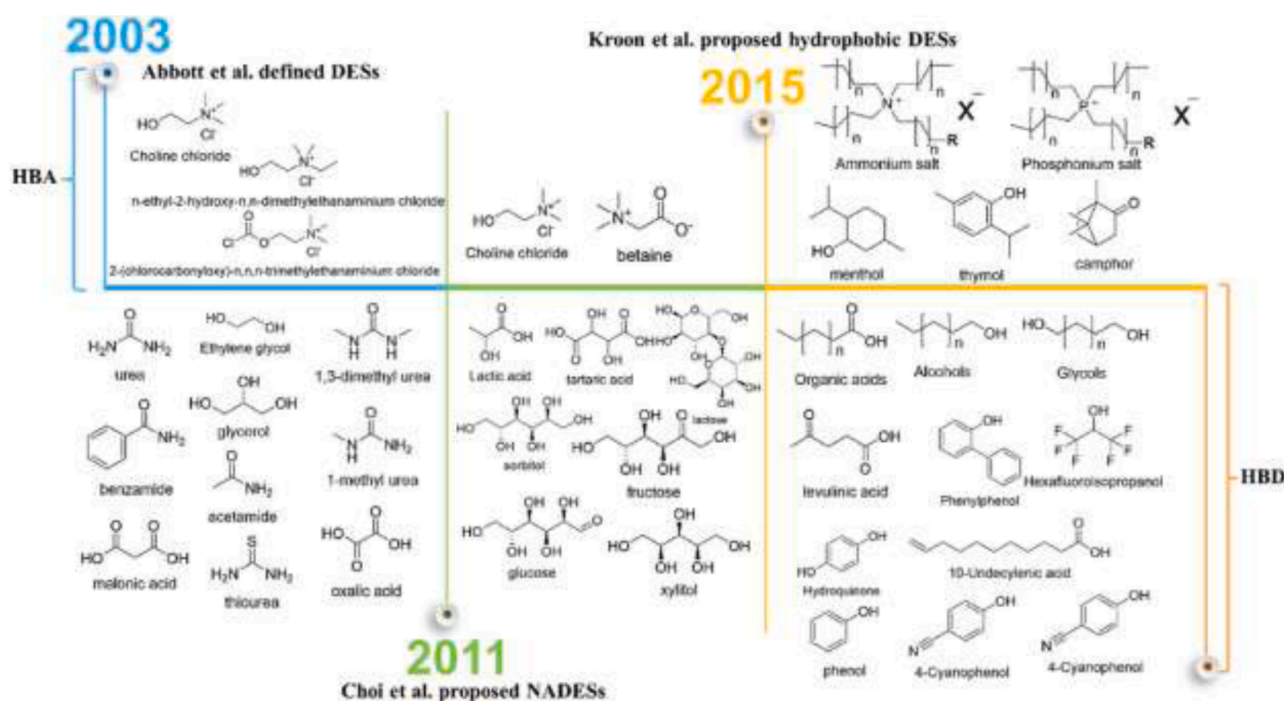 2003
Abbott et al. defined DESs
HBA
Choline chloride
n-ethyl-2-hydroxy-n,n-dimethylethanaminium chloride
2-(chlorocarbonyloxy)-n,n,n-trimethylethanaminium chloride
Choline chloride
betaine
Kroon et al. proposed hydrophobic DESs
2015
Ammonium salt
Phosphonium salt
menthol
thymol
camphor
urea
Ethylene glycol
1,3-dimethyl urea
glycerol
benzamide
1-methyl urea
acetamide
malonic acid
thiourea
oxalic acid
Lactic acid
tartaric acid
lactose
sorbitol
fructose
glucose
xylitol
2011
Choi et al. proposed NADESs
Organic acids
Alcohols
Glycols
levulinic acid
Phenylphenol
Hexafluoroisopropanol
HBD
Hydroquinone
10-Undecylenic acid
phenol
4-Cyanophenol
4-Cyanophenol